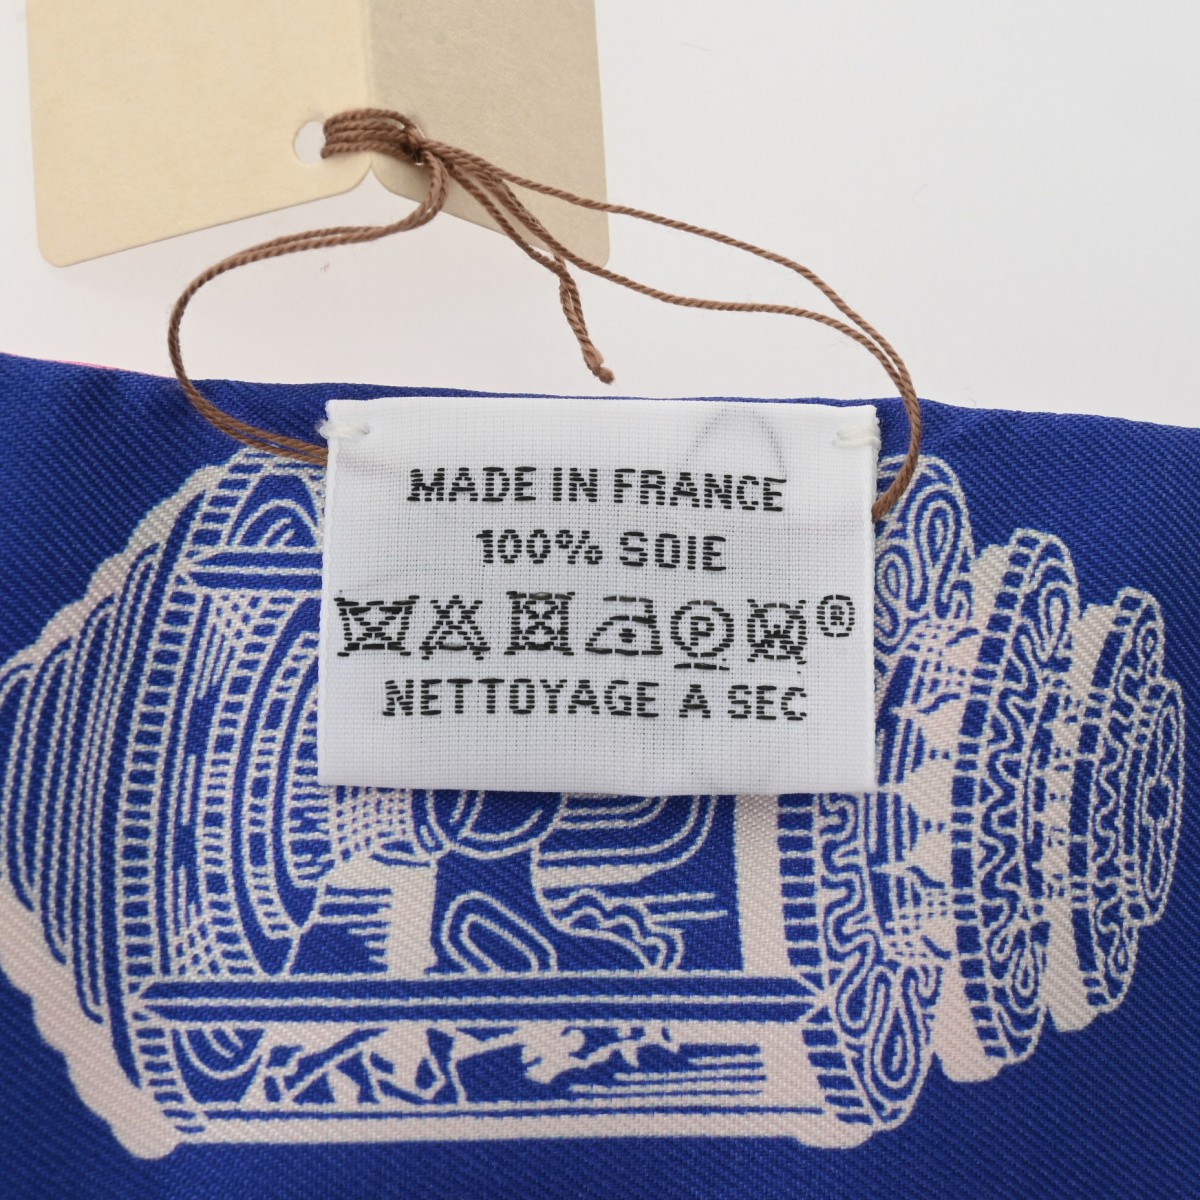 MADE IN FRANCE
100% SOIE
P ®
NETTOYAGE A SEC